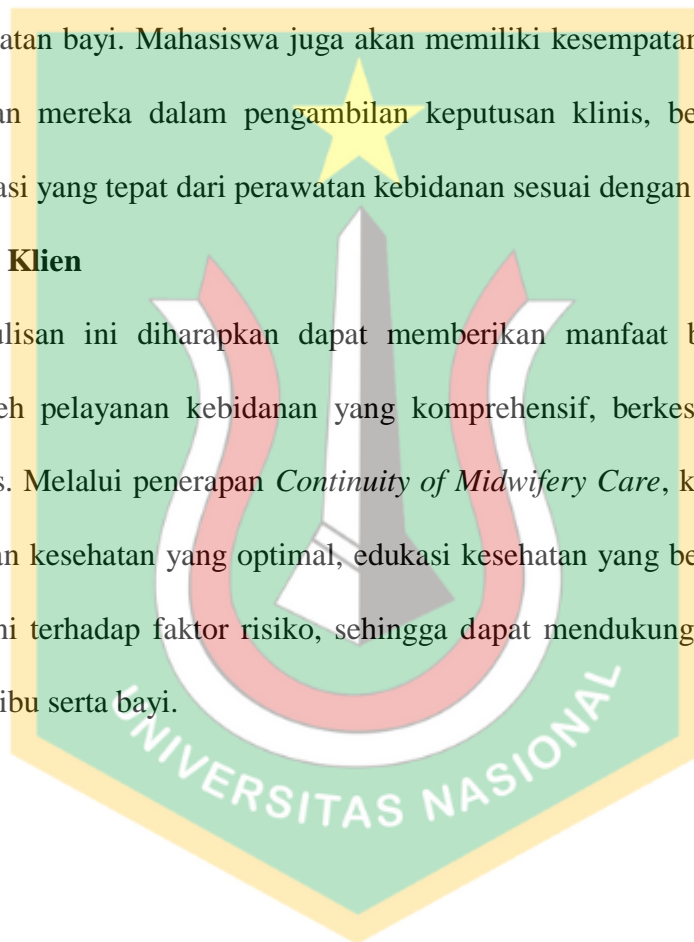 atan bayi. Mahasiswa juga akan memiliki kesempatan
an mereka dalam pengambilan keputusan klinis, be
asi yang tepat dari perawatan kebidanan sesuai dengan
Klien
ulisan ini diharapkan dapat memberikan manfaat b
eh pelayanan kebidanan yang komprehensif, berkes
s. Melalui penerapan Continuity of Midwifery Care, k
an kesehatan yang optimal, edukasi kesehatan yang be
ni terhadap faktor risiko, sehingga dapat mendukung
ibu serta bayi.
UNIVERSITAS NASIONAL